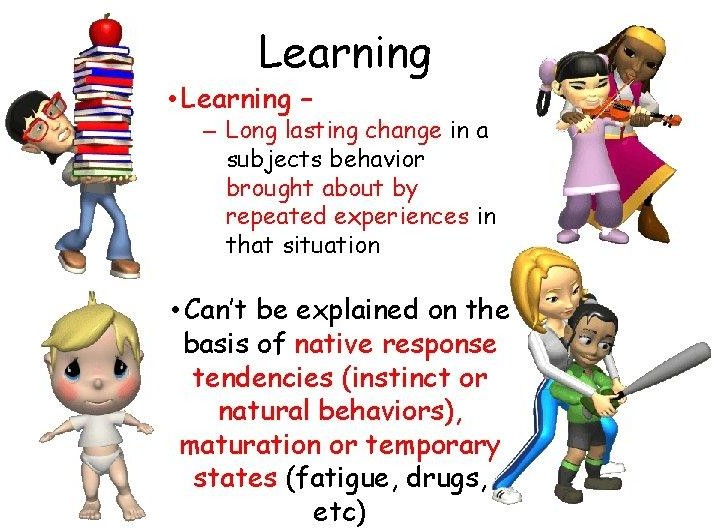 Learning
• Learning –
– Long lasting change in a
subjects behavior
brought about by
repeated experiences in
that situation
• Can't be explained on the
basis of native response
tendencies (instinct or
natural behaviors),
maturation or temporary
states (fatigue, drugs,
etc)